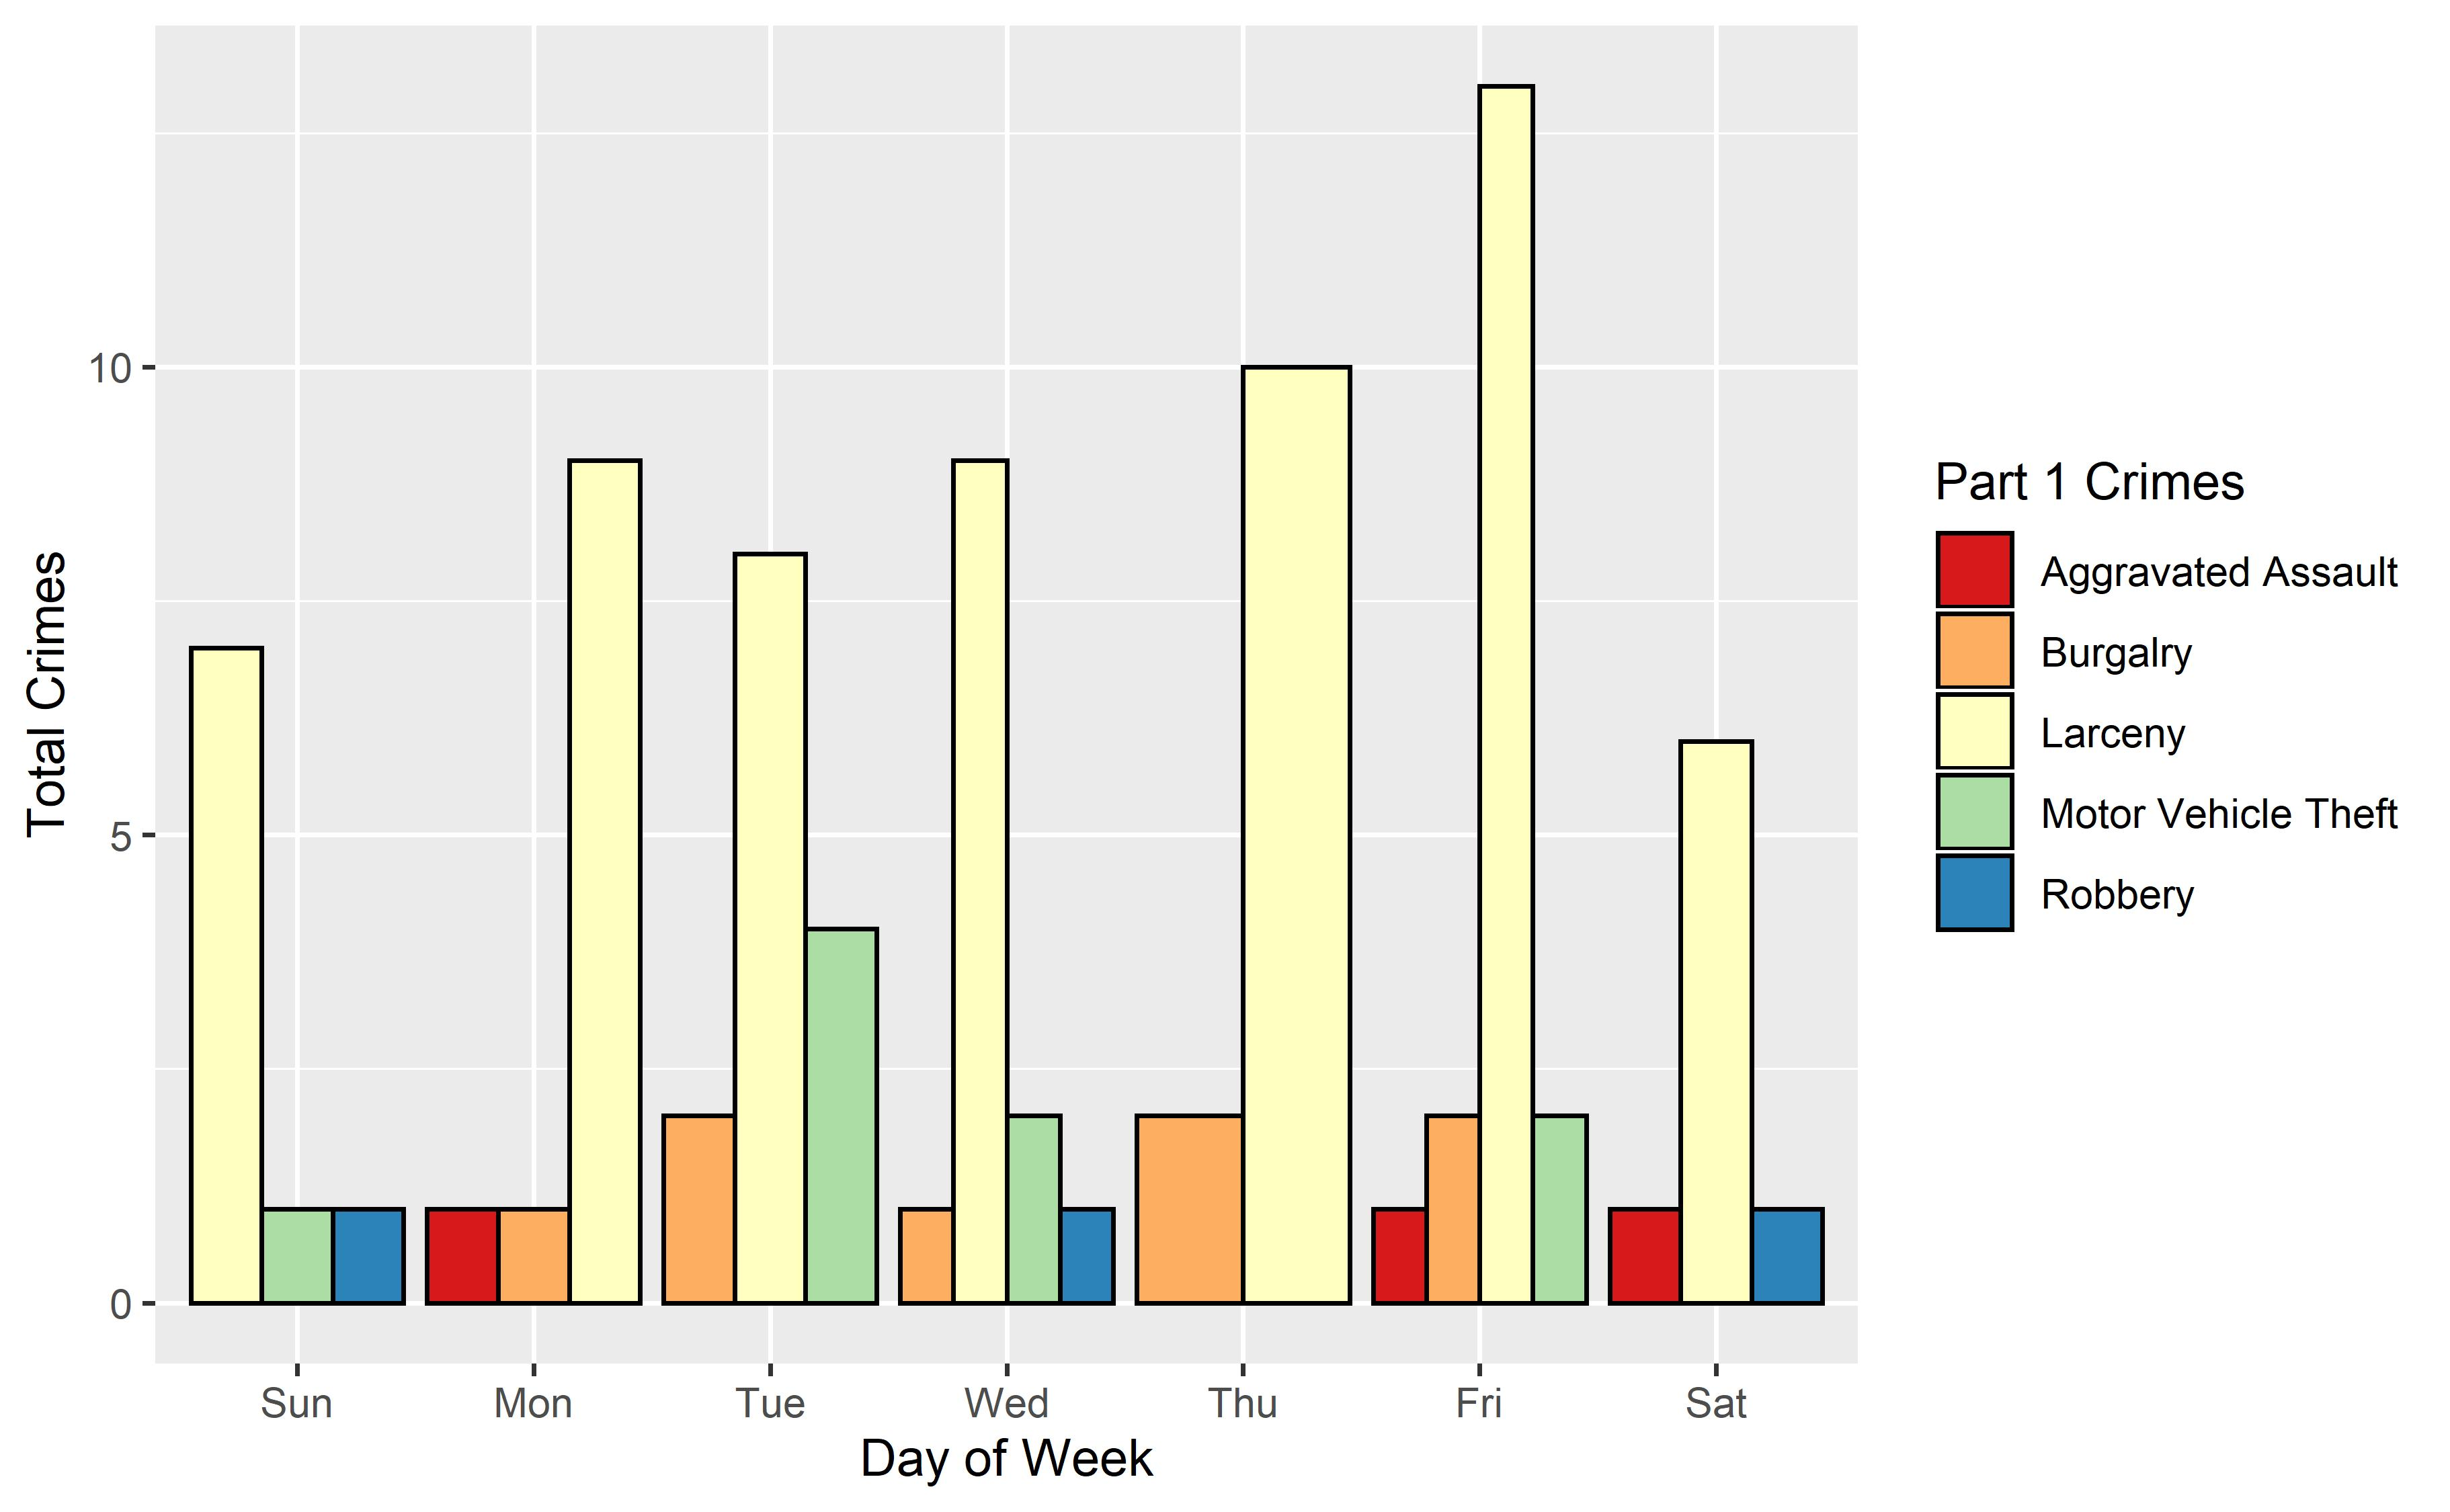 10
5
0
Total Crimes
Sun Mon Tue Wed Thu Fri Sat
Day of Week
Part 1 Crimes
Aggravated Assault
Burgalry
Larceny
Motor Vehicle Theft
Robbery